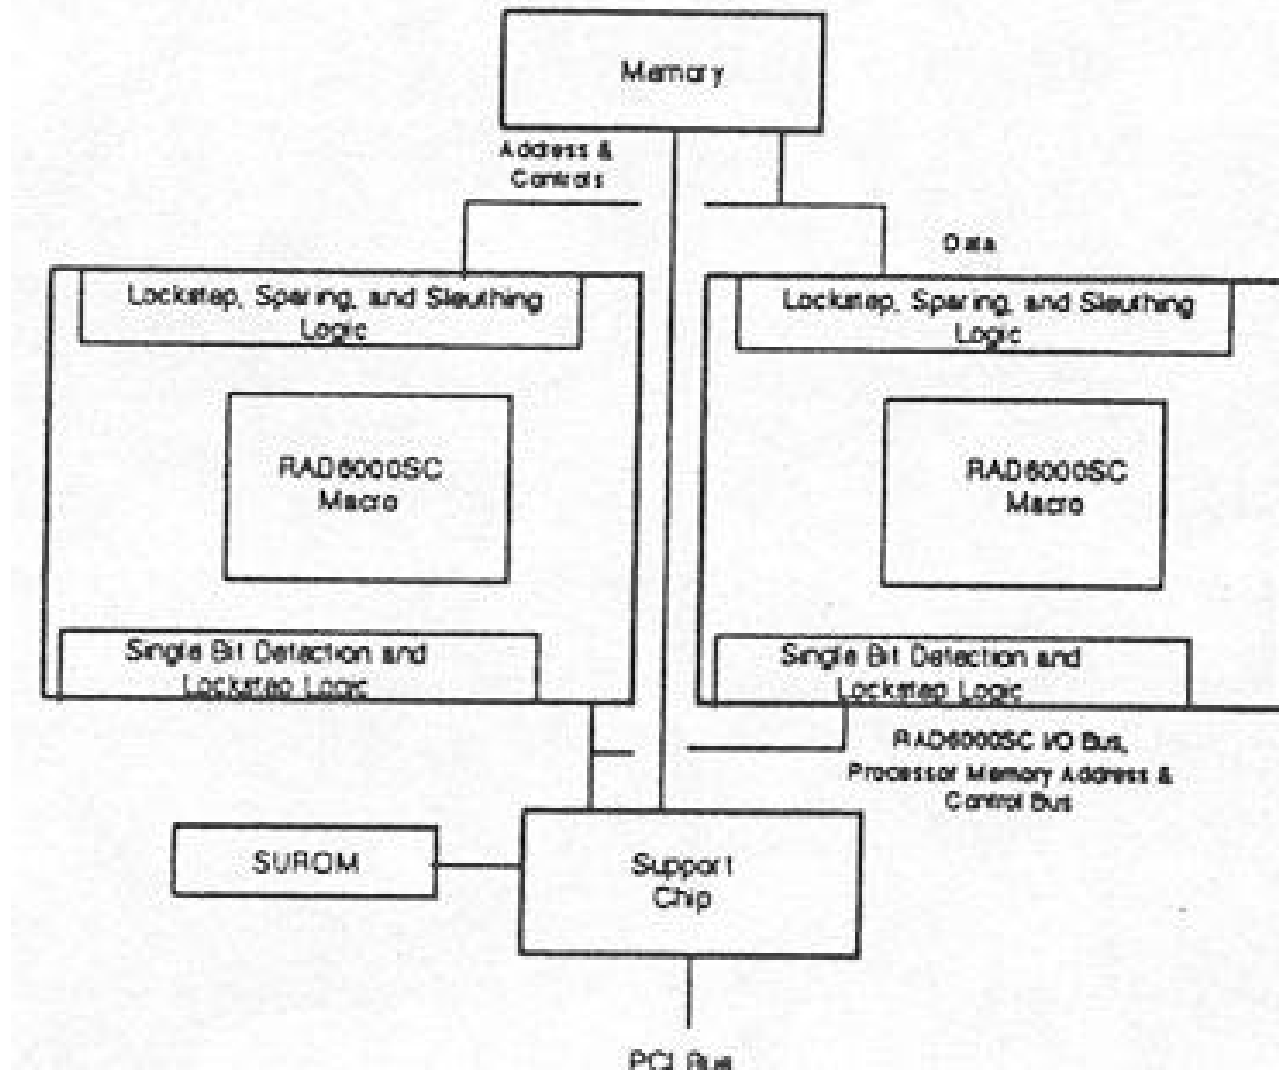 Memory
Address &
Controls
Data
Lockstep, Sparing, and Sleuthing
Logic
Lockstep, Sparing, and Sleuthing
Logic
RAD6000SC
Macro
RAD6000SC
Macro
Single Bit Detection and
Lockstep Logic
Single Bit Detection and
Lockstep Logic
RAD6000SC I/O Bus,
Processor Memory Address &
Control Bus
SUROM
Support
Chip
PCI Bus